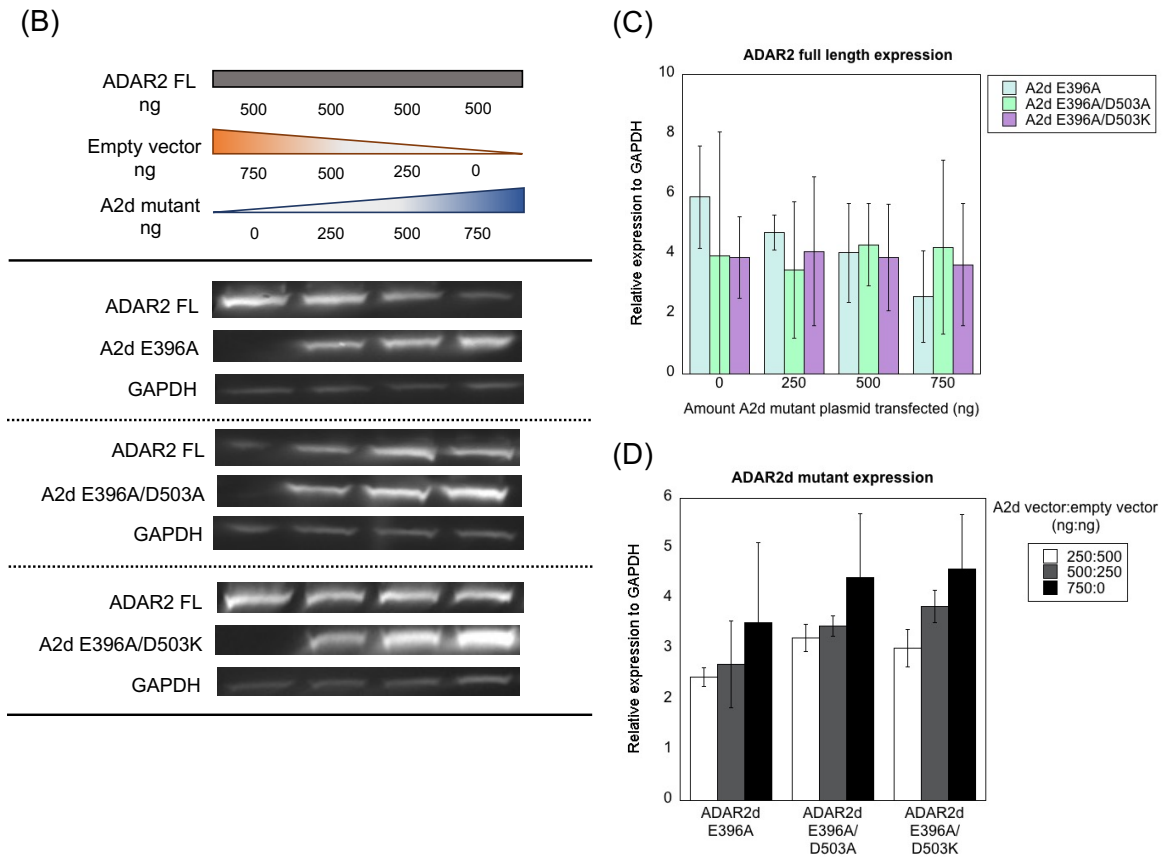 (B)
ADAR2 FL
ng
500 500 500 500
Empty vector
ng
750 500 250 0
A2d mutant
ng
0 250 500 750
ADAR2 FL
A2d E396A
GAPDH
ADAR2 FL
A2d E396A/D503A
GAPDH
ADAR2 FL
A2d E396A/D503K
GAPDH
(C)
ADAR2 full length expression
Relative expression to GAPDH
10
8
6
4
2
0
0 250 500 750
Amount A2d mutant plasmid transfected (ng)
A2d E396A
A2d E396A/D503A
A2d E396A/D503K
(D)
ADAR2d mutant expression
Relative expression to GAPDH
6
5
4
3
2
1
0
ADAR2d ADAR2d ADAR2d
E396A E396A/ E396A/
D503A D503K
A2d vector:empty vector
(ng:ng)
250:500
500:250
750:0